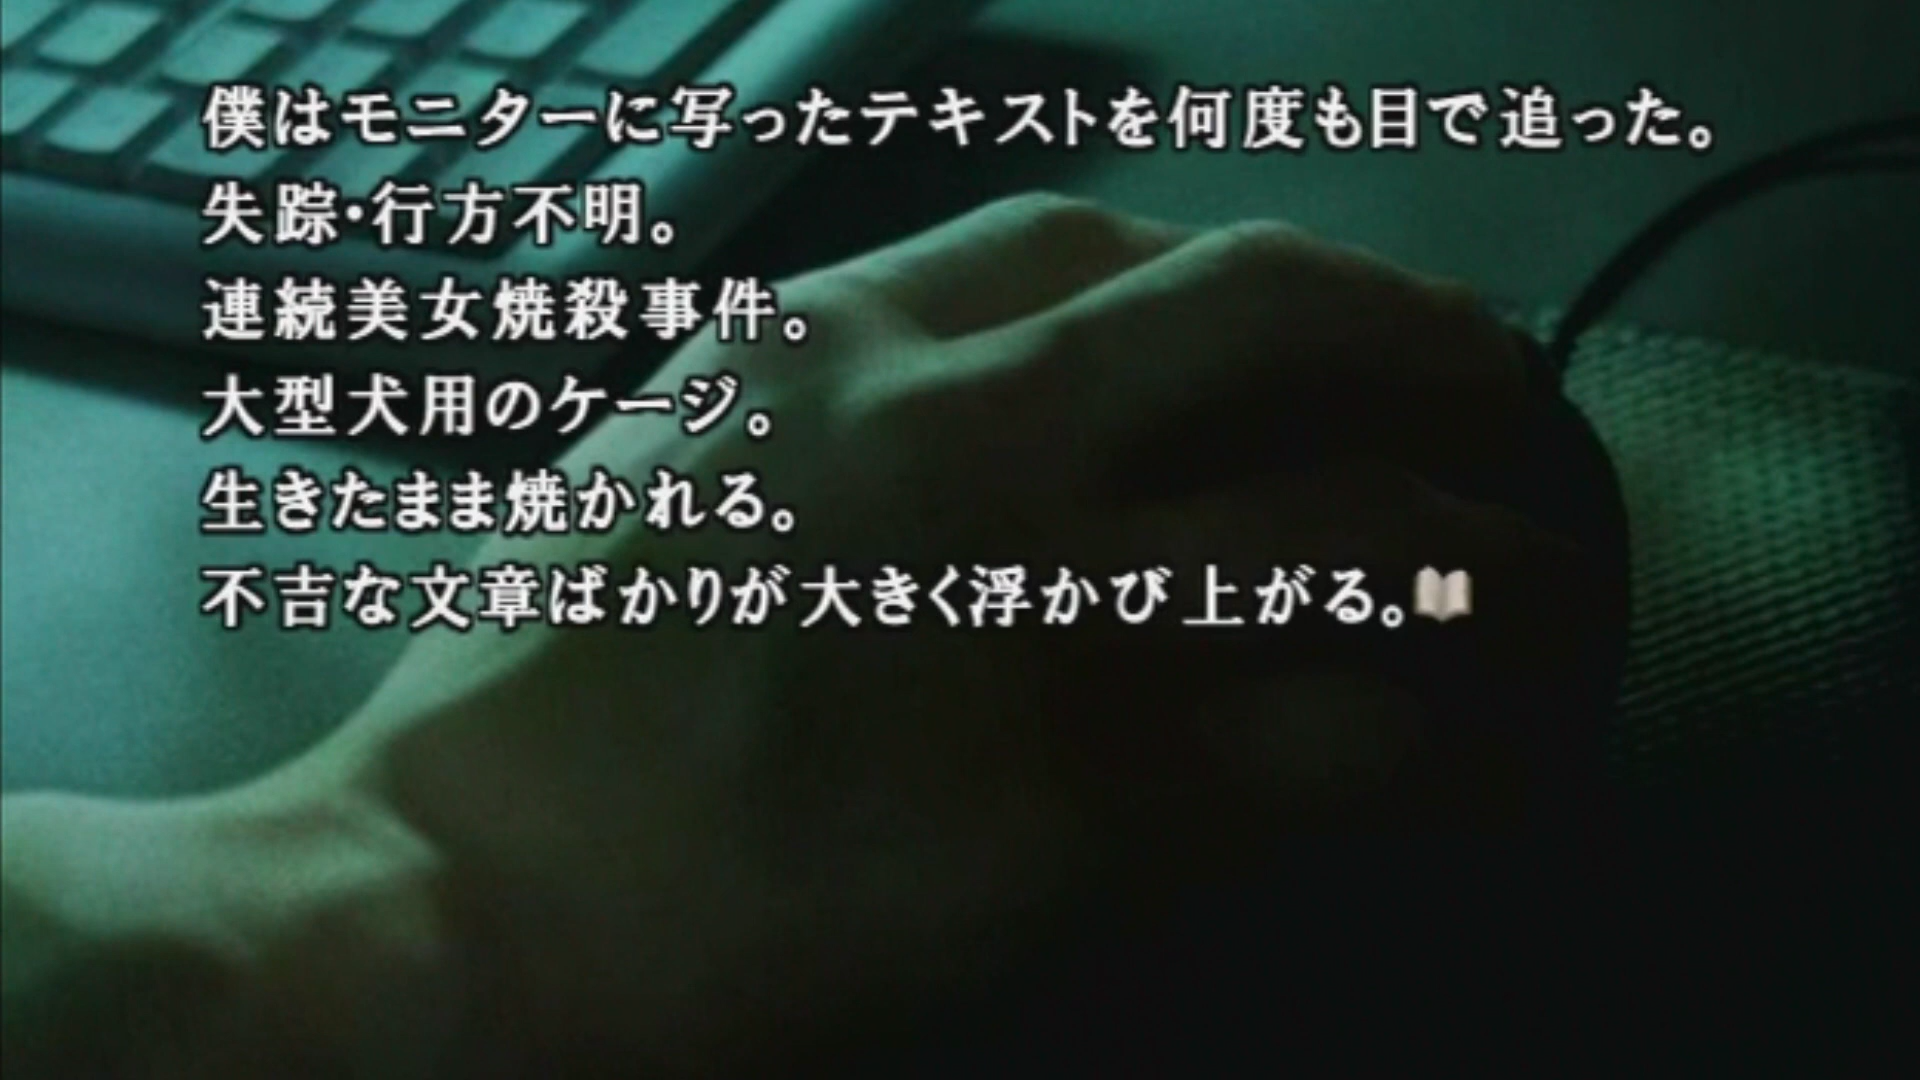 僕はモニターに写ったテキストを何度も目で追った。
失踪・行方不明。
連続美女焼殺事件。
大型犬用のケージ。
生きたまま焼かれる。
不吉な文章ばかりが大きく浮かび上がる。